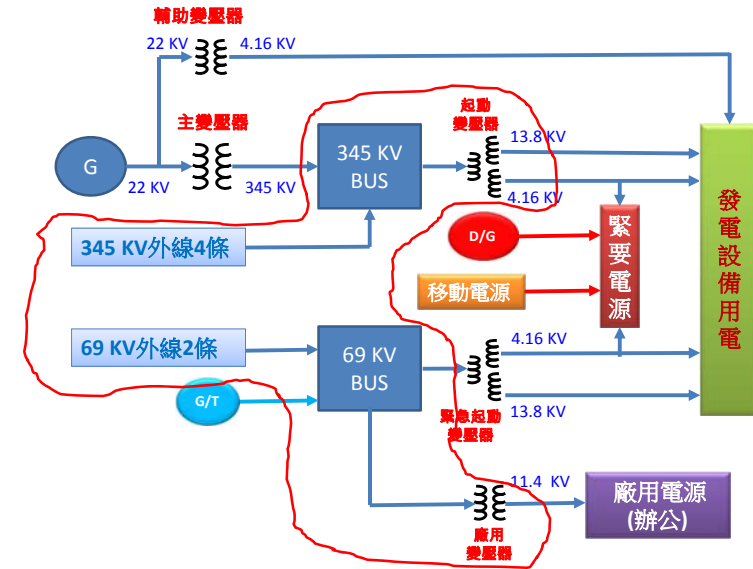 輔助變壓器
22 KV
4.16 KV
主變壓器
G
22 KV
345 KV
345 KV
BUS
起動
變壓器
13.8 KV
4.16 KV
345 KV外線4條
D/G
移動電源
緊要電源
發電設備用電
69 KV外線2條
69 KV
BUS
G/T
4.16 KV
13.8 KV
緊急起動
變壓器
11.4 KV
廠用
變壓器
廠用電源
(辦公)